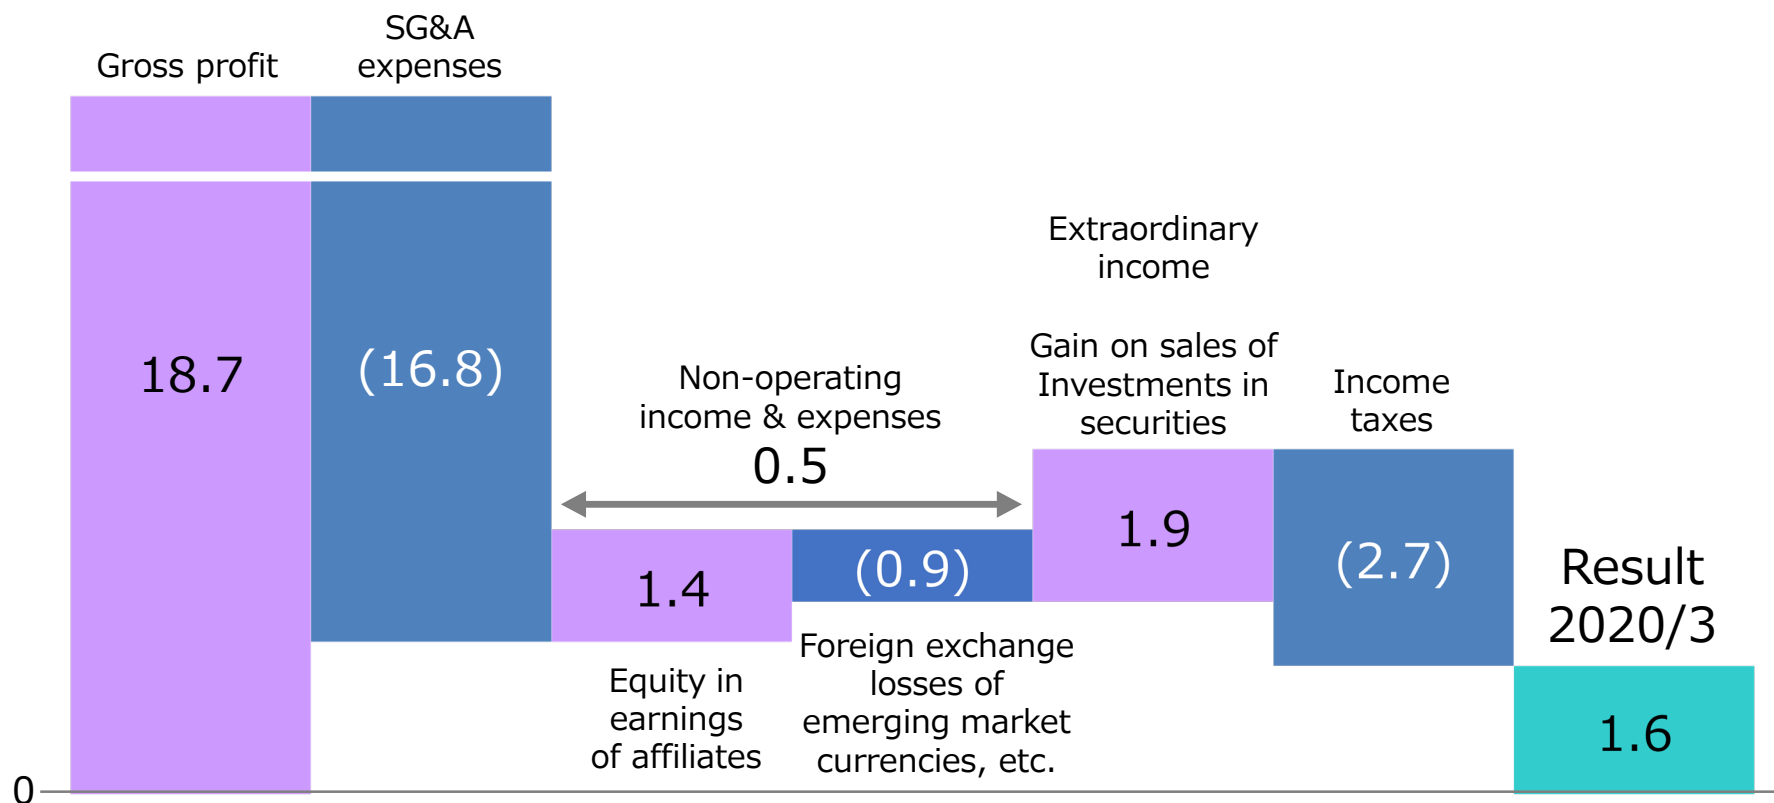 Gross profit
SG&A
expenses
18.7
(16.8)
Non-operating
income & expenses
0.5
1.4
Equity in
earnings
of affiliates
(0.9)
Foreign exchange
losses of
emerging market
currencies, etc.
Extraordinary
income
Gain on sales of
Investments in
securities
1.9
Income
taxes
(2.7)
Result
2020/3
1.6
0